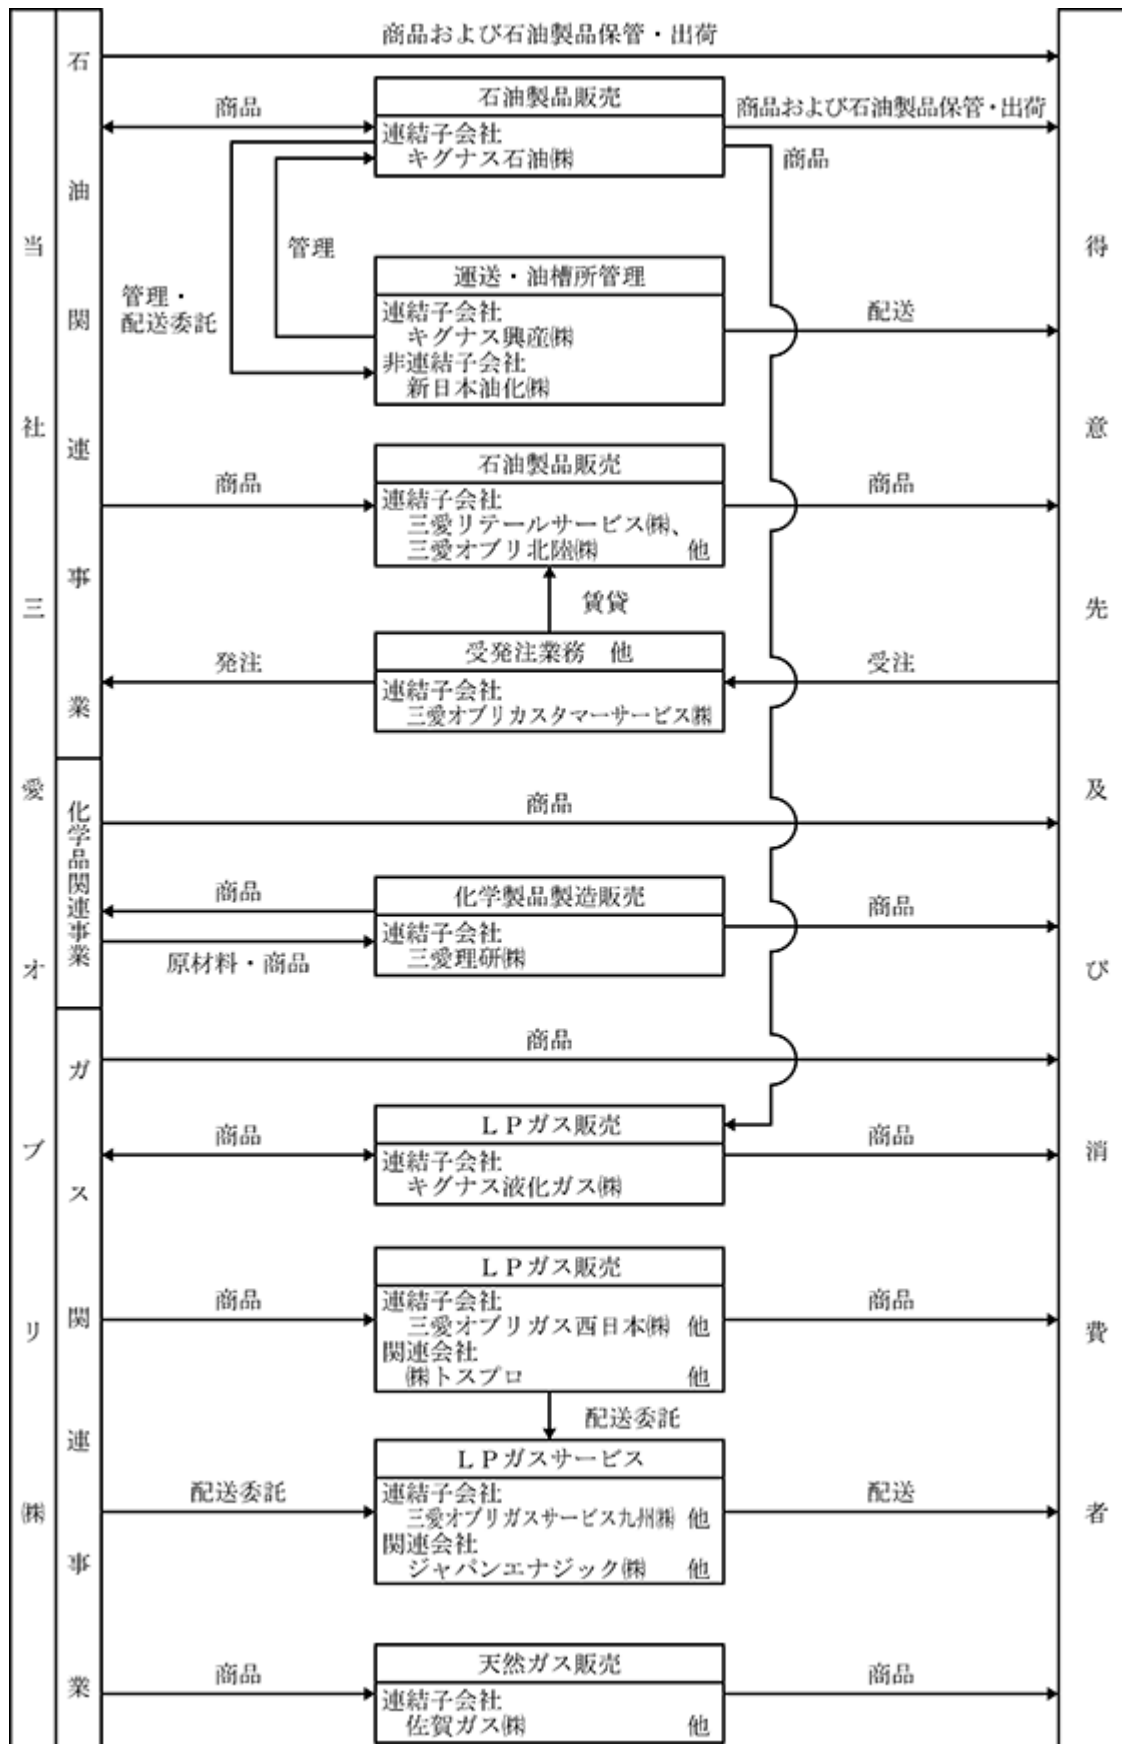 当社三愛オブリ㈱
石油関連事業
商品および石油製品保管・出荷
商品
石油製品販売
連結子会社
キグナス石油㈱
商品および石油製品保管・出荷
商品
管理
管理・
配送委託
運送・油槽所管理
連結子会社
キグナス興産㈱
非連結子会社
新日本油化㈱
配送
商品
石油製品販売
連結子会社
三愛リテールサービス㈱、
三愛オブリ北陸㈱　他
商品
賃貸
発注
受発注業務　他
連結子会社
三愛オブリカスタマーサービス㈱
受注
化学品関連事業
商品
商品
原材料・商品
化学製品製造販売
連結子会社
三愛理研㈱
商品
ガス関連事業
商品
商品
ＬＰガス販売
連結子会社
キグナス液化ガス㈱
商品
商品
ＬＰガス販売
連結子会社
三愛オブリガス西日本㈱　他
関連会社
㈱トスプロ　他
商品
配送委託
配送委託
ＬＰガスサービス
連結子会社
三愛オブリガスサービス九州㈱　他
関連会社
ジャパンエナジック㈱　他
配送
商品
天然ガス販売
連結子会社
佐賀ガス㈱　他
商品
得意先及び消費者